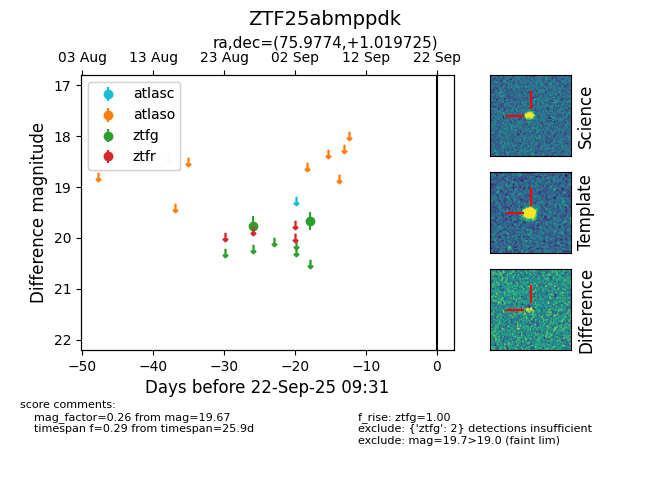 ZTF25abmppdk
ra,dec=(75.9774,+1.019725)
03 Aug 13 Aug 23 Aug 02 Sep 12 Sep 22 Sep
17
18
19
20
21
22
Difference magnitude
atlasc
atlaso
ztfg
ztfr
−50 −40 −30 −20 −10 0
Days before 22-Sep-25 09:31
Science
Template
Difference
score comments:
mag_factor=0.26 from mag=19.67
timespan f=0.29 from timespan=25.9d
f_rise: ztfg=1.00
exclude: {'ztfg': 2} detections insufficient
exclude: mag=19.7>19.0 (faint lim)